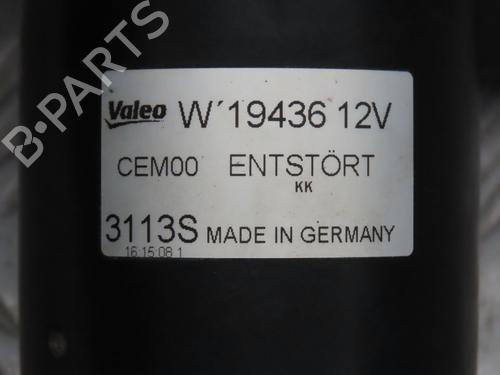 B-PARTS
Valeo W´19436 12V
CEM00 ENTSTÖRT
KK
3113S MADE IN GERMANY
16:15:08 1